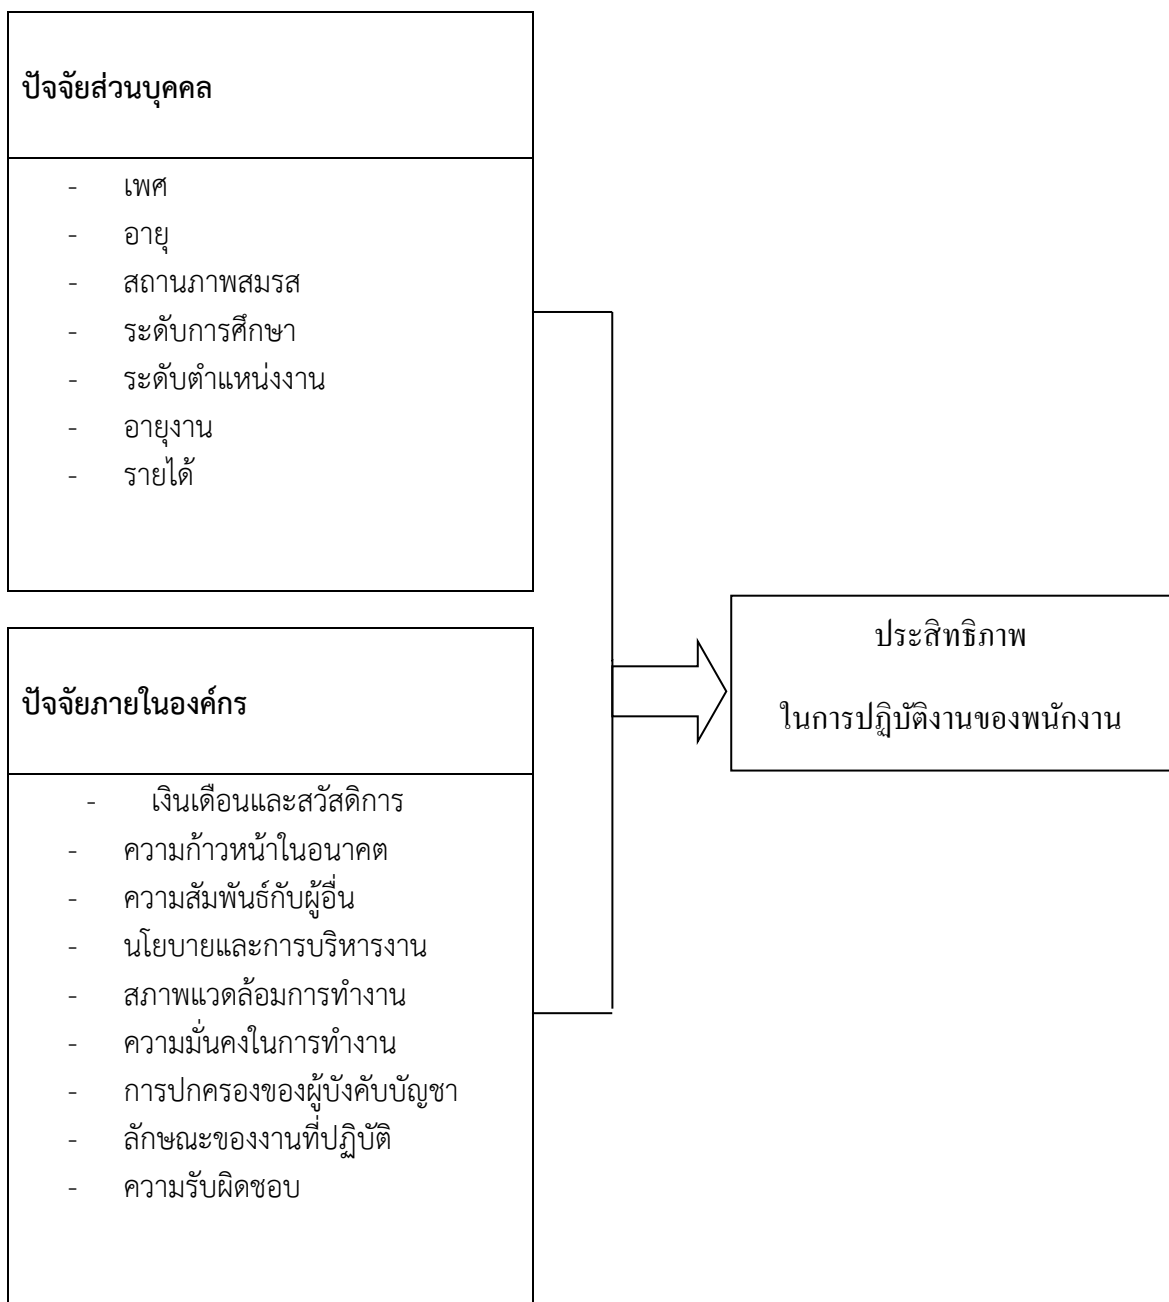 ปัจจัยส่วนบุคคล
- เพศ
- อายุ
- สถานภาพสมรส
- ระดับการศึกษา
- ระดับตำแหน่งงาน
- อายุงาน
- รายได้
ปัจจัยภายในองค์กร
- เงินเดือนและสวัสดิการ
- ความก้าวหน้าในอนาคต
- ความสัมพันธ์กับผู้อื่น
- นโยบายและการบริหารงาน
- สภาพแวดล้อมการทำงาน
- ความมั่นคงในการทำงาน
- การปกครองของผู้บังคับบัญชา
- ลักษณะของงานที่ปฏิบัติ
- ความรับผิดชอบ
ประสิทธิภาพ
ในการปฏิบัติงานของพนักงาน